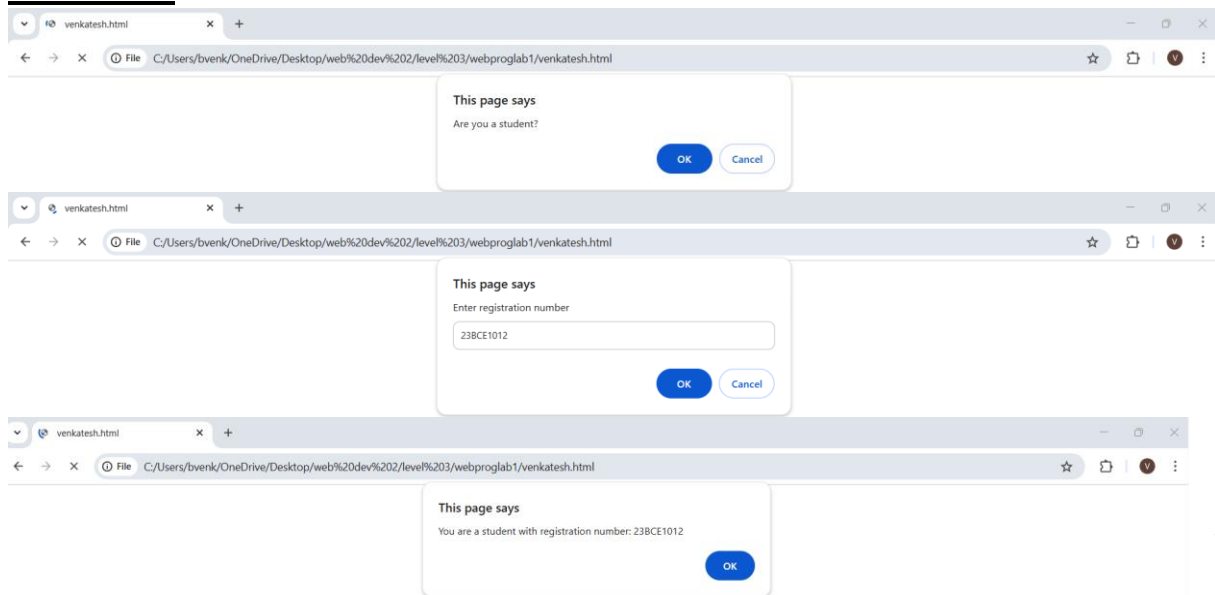 venkatesh.html
File C:/Users/bvenk/OneDrive/Desktop/web%20dev%202/level%203/webproglab1/venkatesh.html V
This page says
Are you a student?
OK Cancel
venkatesh.html
File C:/Users/bvenk/OneDrive/Desktop/web%20dev%202/level%203/webproglab1/venkatesh.html V
This page says
Enter registration number
23BCE1012
OK Cancel
venkatesh.html
File C:/Users/bvenk/OneDrive/Desktop/web%20dev%202/level%203/webproglab1/venkatesh.html V
This page says
You are a student with registration number: 23BCE1012
OK